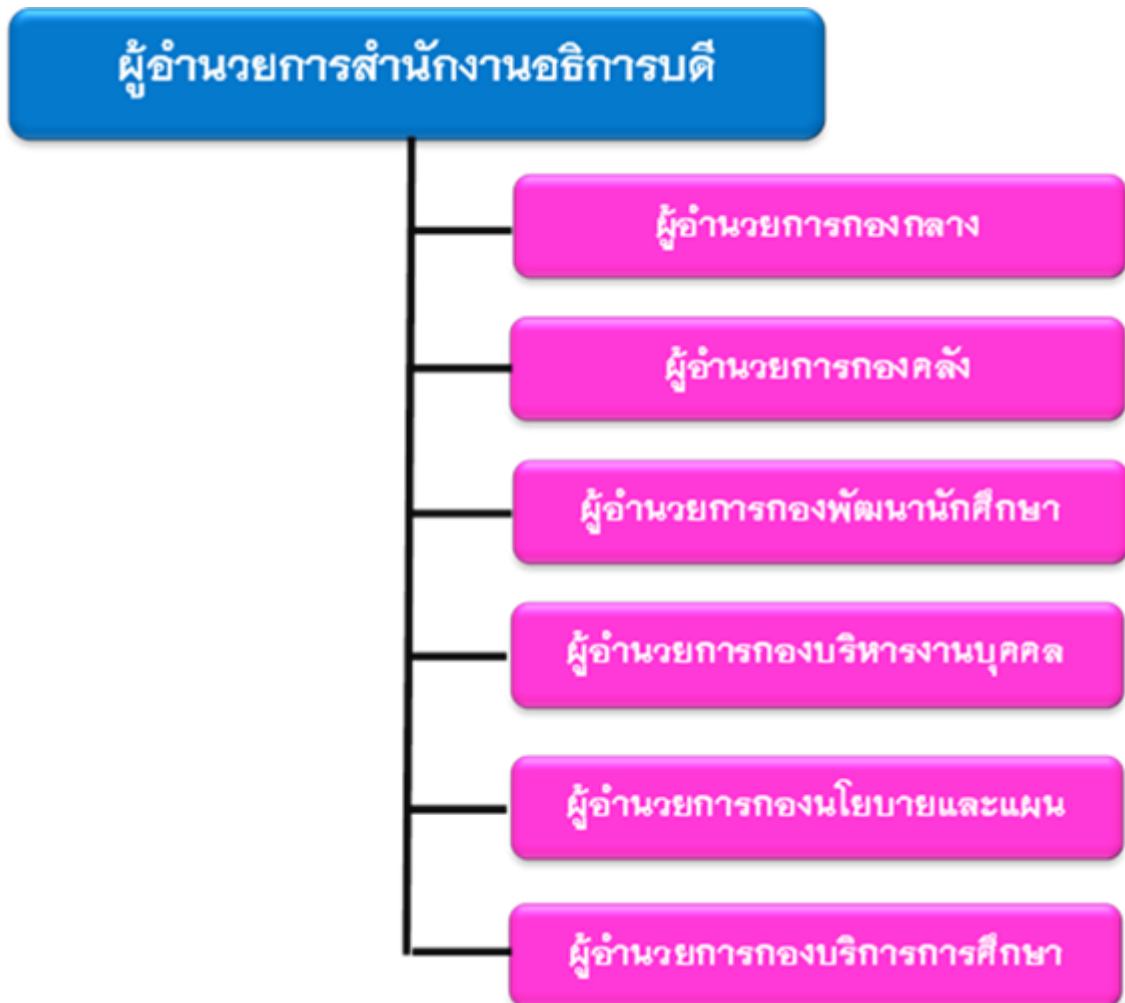 ผู้อำนวยการสำนักงานอธิการบดี
ผู้อำนวยการกองกลาง
ผู้อำนวยการกองคลัง
ผู้อำนวยการกองพัฒนานักศึกษา
ผู้อำนวยการกองบริหารงานบุคคล
ผู้อำนวยการกองนโยบายและแผน
ผู้อำนวยการกองบริการการศึกษา